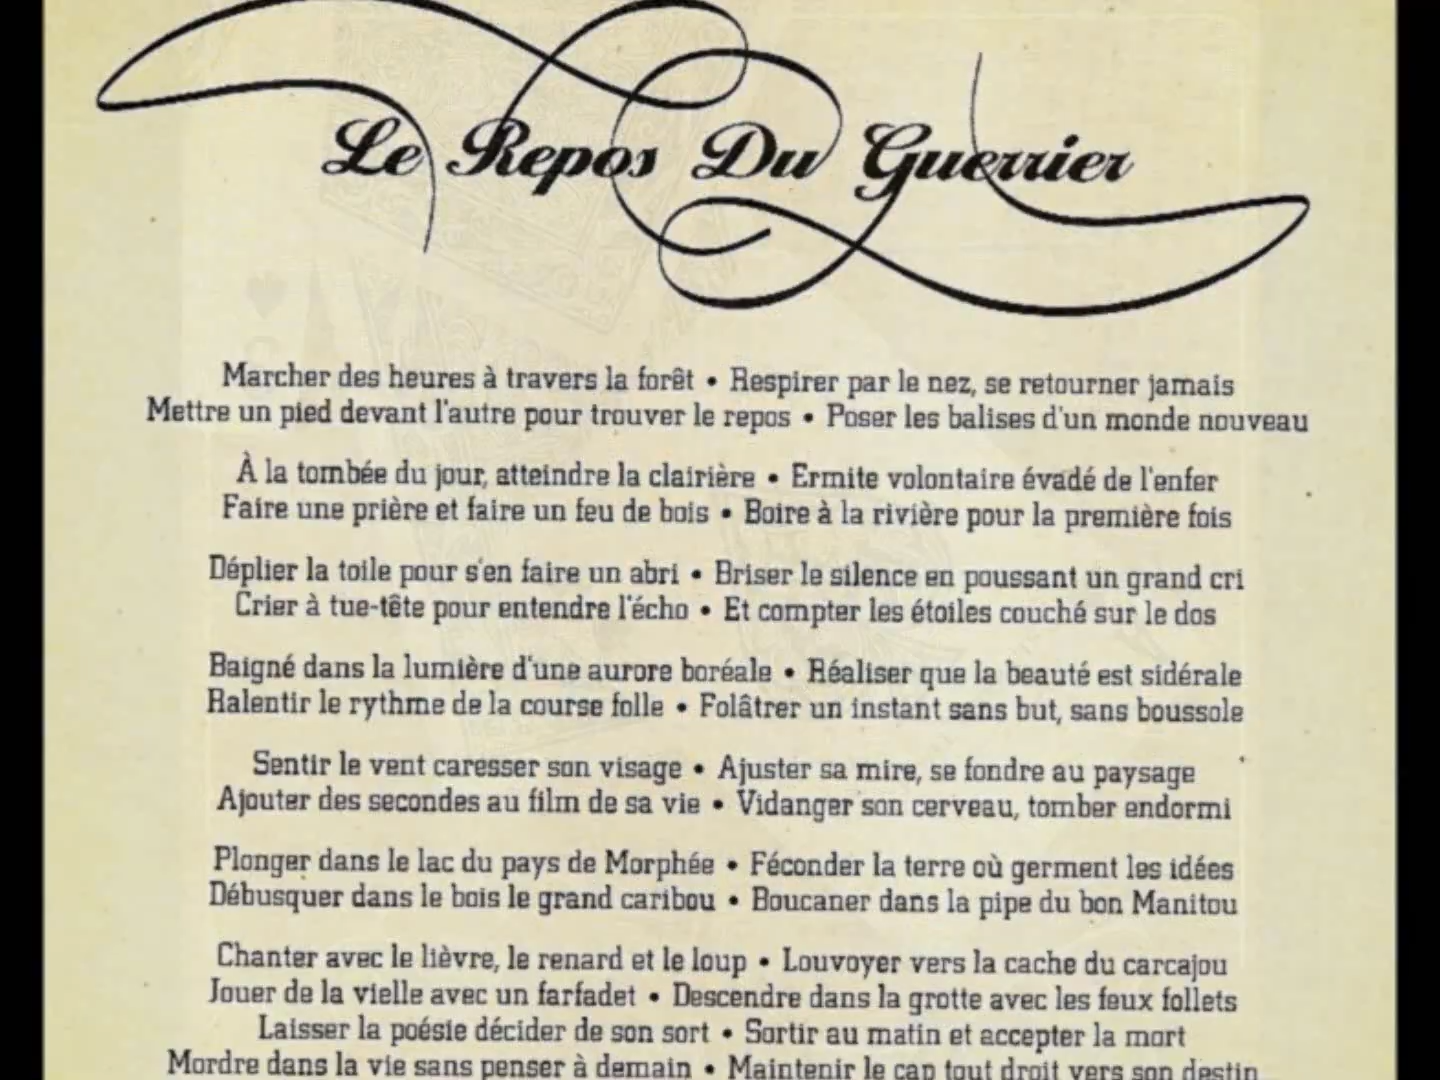 Le Repos Du Guerrier
Marcher des heures à travers la forêt • Respirer par le nez, se retourner jamais
Mettre un pied devant l'autre pour trouver le repos • Poser les balises d'un monde nouveau
À la tombée du jour, atteindre la clairière • Ermite volontaire évadé de l'enfer
Faire une prière et faire un feu de bois • Boire à la rivière pour la première fois
Déplier la toile pour s'en faire un abri • Briser le silence en poussant un grand cri
Crier à tue-tête pour entendre l'écho • Et compter les étoiles couché sur le dos
Baigné dans la lumière d'une aurore boréale • Réaliser que la beauté est sidérale
Ralentir le rythme de la course folle • Folâtrer un instant sans but, sans boussole
Sentir le vent caresser son visage • Ajuster sa mire, se fondre au paysage
Ajouter des secondes au film de sa vie • Vidanger son cerveau, tomber endormi
Plonger dans le lac du pays de Morphée • Féconder la terre où germent les idées
Débusquer dans le bois le grand caribou • Boucaner dans la pipe du bon Manitou
Chanter avec le lièvre, le renard et le loup • Louvoyer vers la cache du carcajou
Jouer de la vielle avec un farfadet • Descendre dans la grotte avec les feux follets
Laisser la poésie décider de son sort • Sortir au matin et accepter la mort
Mordre dans la vie sans penser à demain • Maintenir le cap tout droit vers son destin